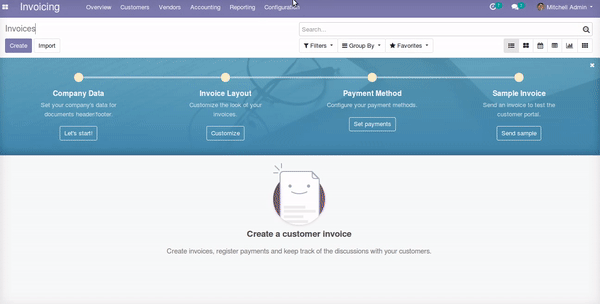 Invoicing
Overview Customers Vendors Accounting Reporting Configuration
Mitchell Admin
Invoices
Search...
Create Import
Filters Group By Favorites
Company Data
Set your company's data for documents header/footer.
Let's start!
Invoice Layout
Customize the look of your invoices.
Customize
Payment Method
Configure your payment methods.
Set payments
Sample Invoice
Send an invoice to test the customer portal.
Send sample
Create a customer invoice
Create invoices, register payments and keep track of the discussions with your customers.